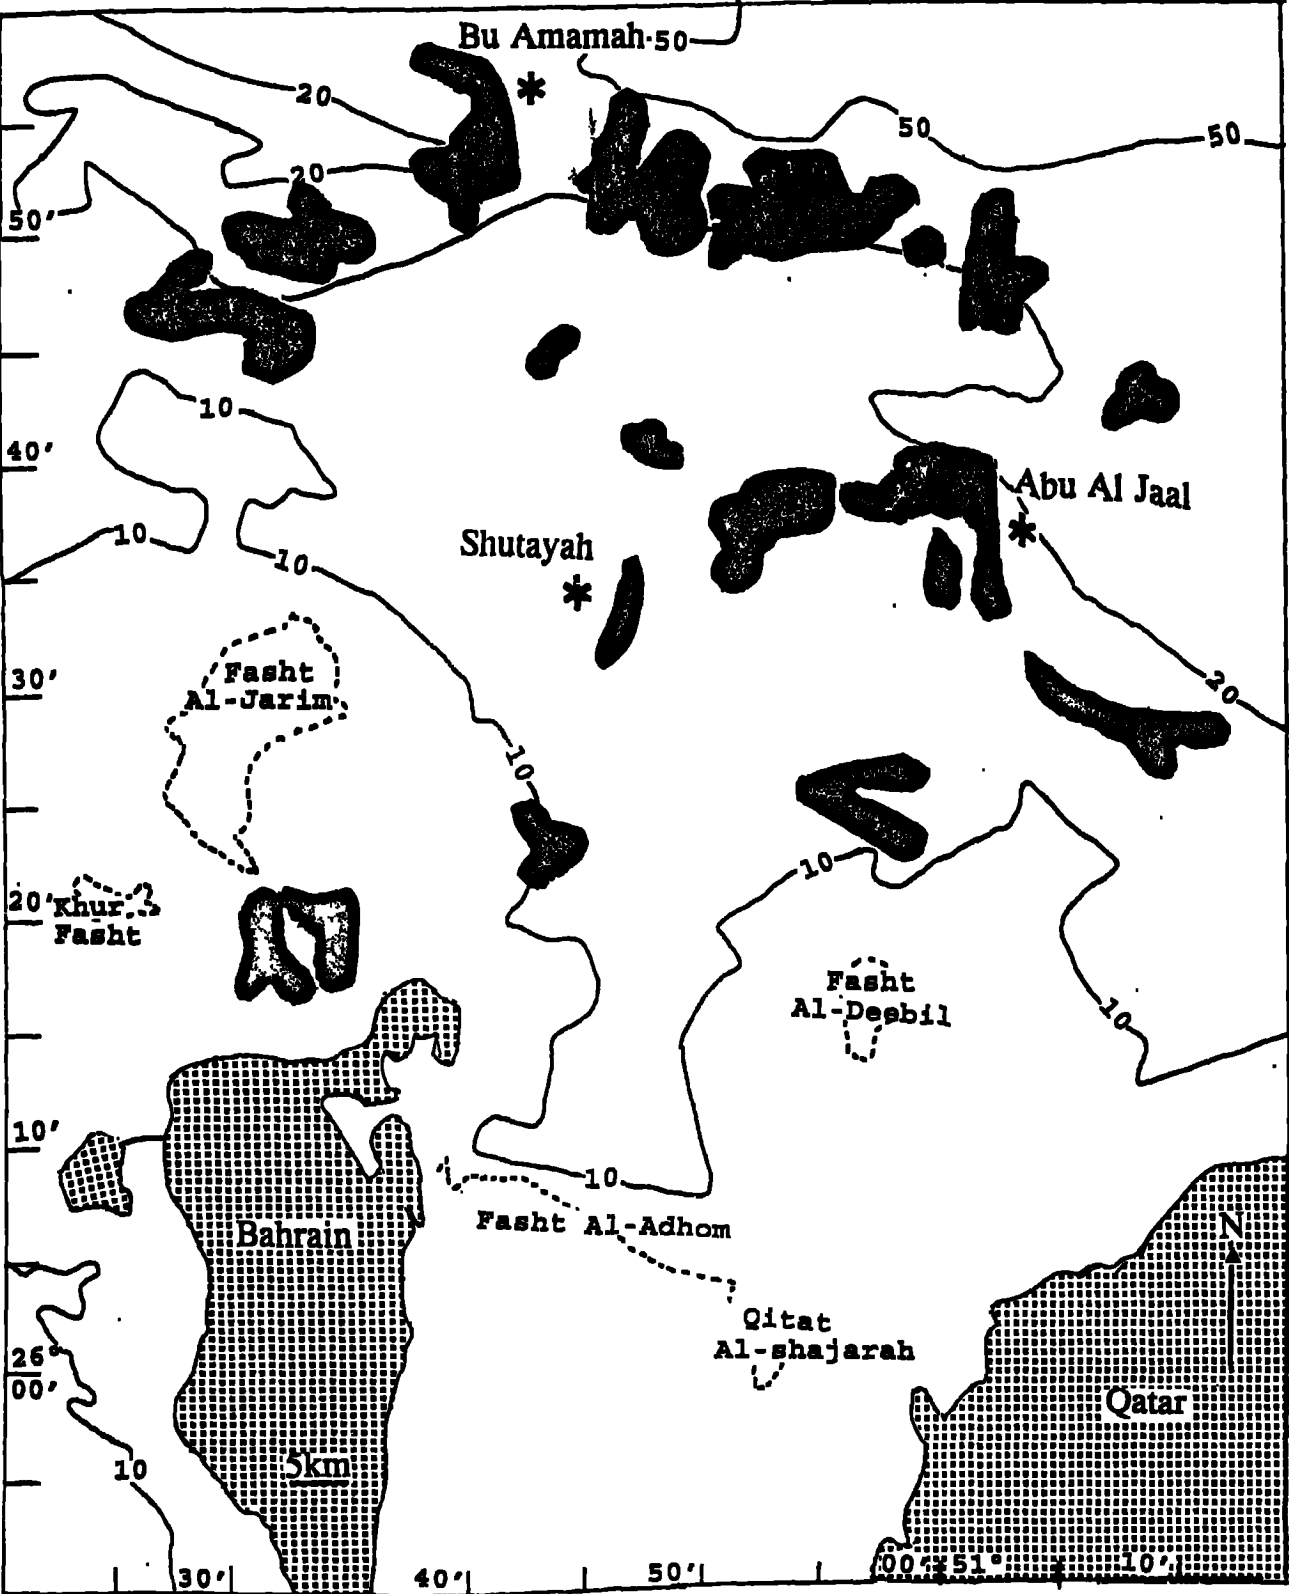 Bu Amamah
50
20
50
50
20
50'
10
40'
Abu Al Jaal
10
Shutayah
10
30'
Fasht
Al-Jarim
20
10
10
20'
Khur
Fasht
Fasht
Al-Deebil
10
10'
10
Fasht Al-Adhom
Bahrain
N
Qitat
Al-shajarah
26°
00'
Qatar
5km
10
30'
40'
50'
00' 51°
10'